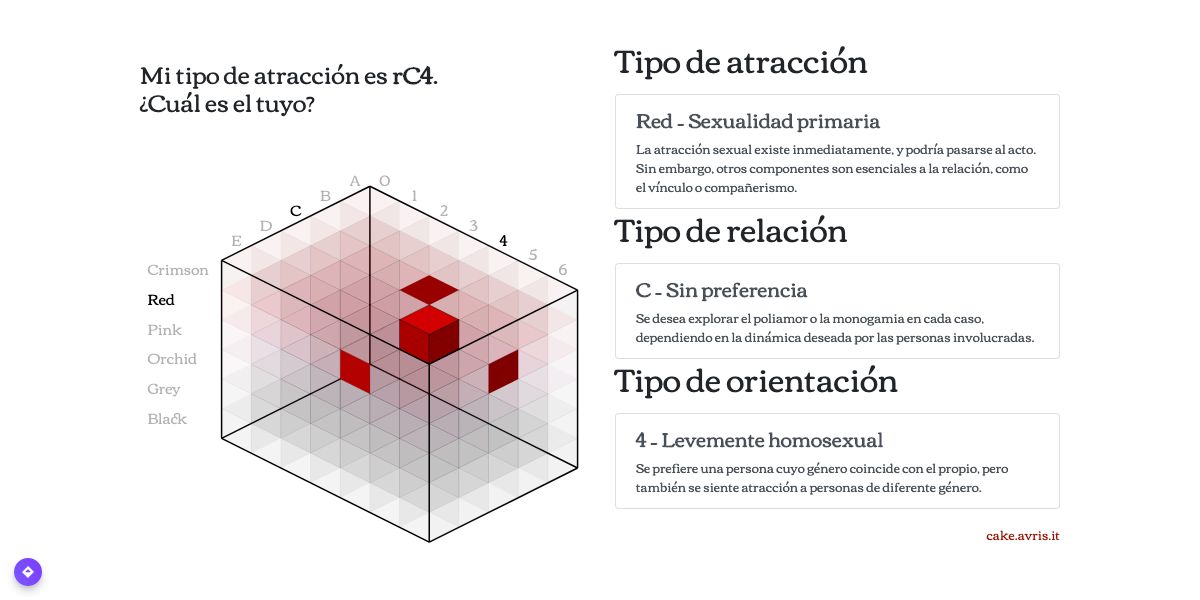 Mi tipo de atracción es rC4.
¿Cuál es el tuyo?
A
B
C
D
E
O
1
2
3
4
5
6
Crimson
Red
Pink
Orchid
Grey
Black
Tipo de atracción
Red - Sexualidad primaria
La atracción sexual existe inmediatamente, y podría pasarse al acto.
Sin embargo, otros componentes son esenciales a la relación, como
el vínculo o compañerismo.
Tipo de relación
C - Sin preferencia
Se desea explorar el poliamor o la monogamia en cada caso,
dependiendo en la dinámica deseada por las personas involucradas.
Tipo de orientación
4 - Levemente homosexual
Se prefiere una persona cuyo género coincide con el propio, pero
también se siente atracción a personas de diferente género.
cake.avris.it